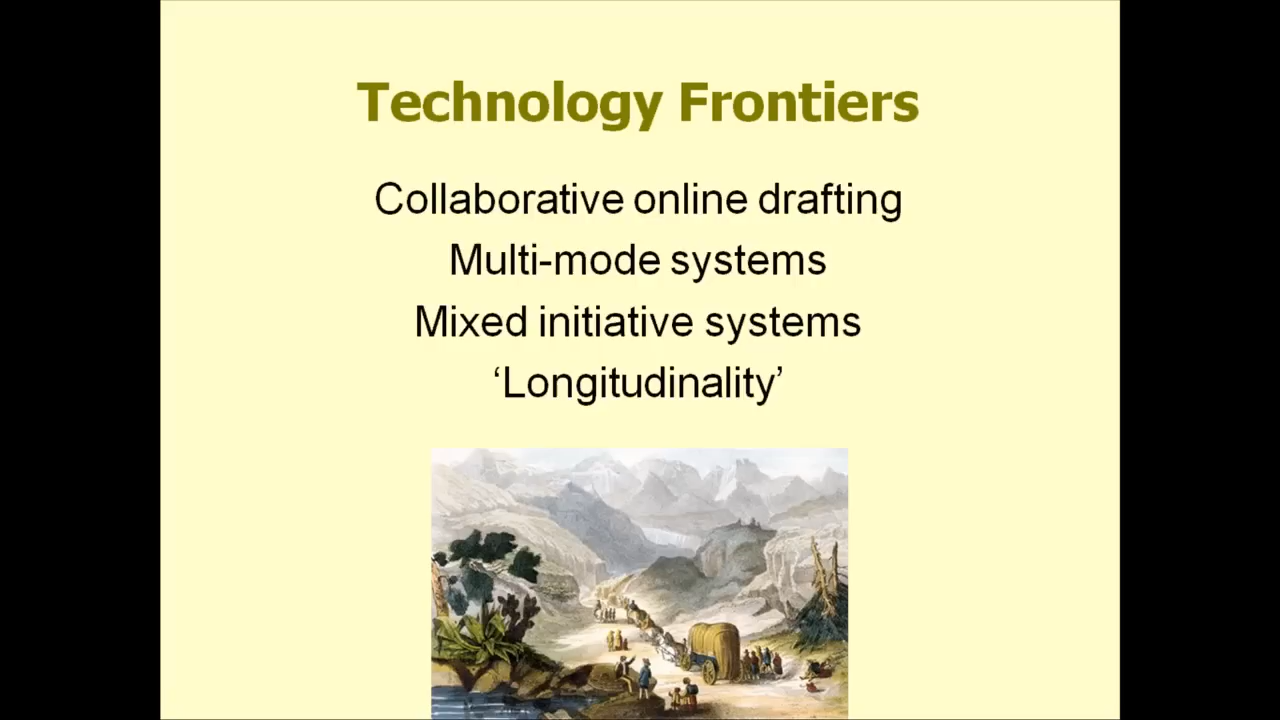 Technology Frontiers
Collaborative online drafting
Multi-mode systems
Mixed initiative systems
‘Longitudinality’